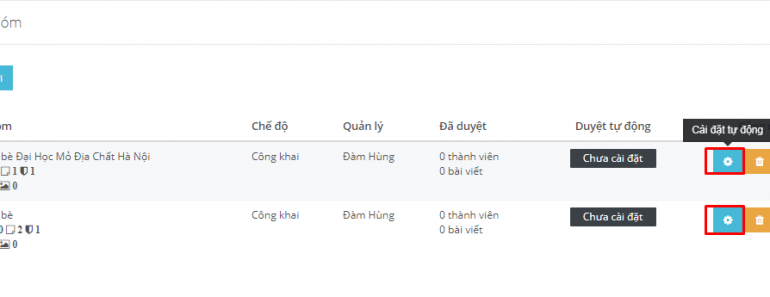 óm
Chế độ Quản lý Đã duyệt Duyệt tự động
Cài đặt tự động
bè Đại Học Mỏ Địa Chất Hà Nội Công khai Đàm Hùng 0 thành viên Chưa cài đặt
1 1 0 bài viết
0
bè Công khai Đàm Hùng 0 thành viên Chưa cài đặt
0 2 1 0 bài viết
0